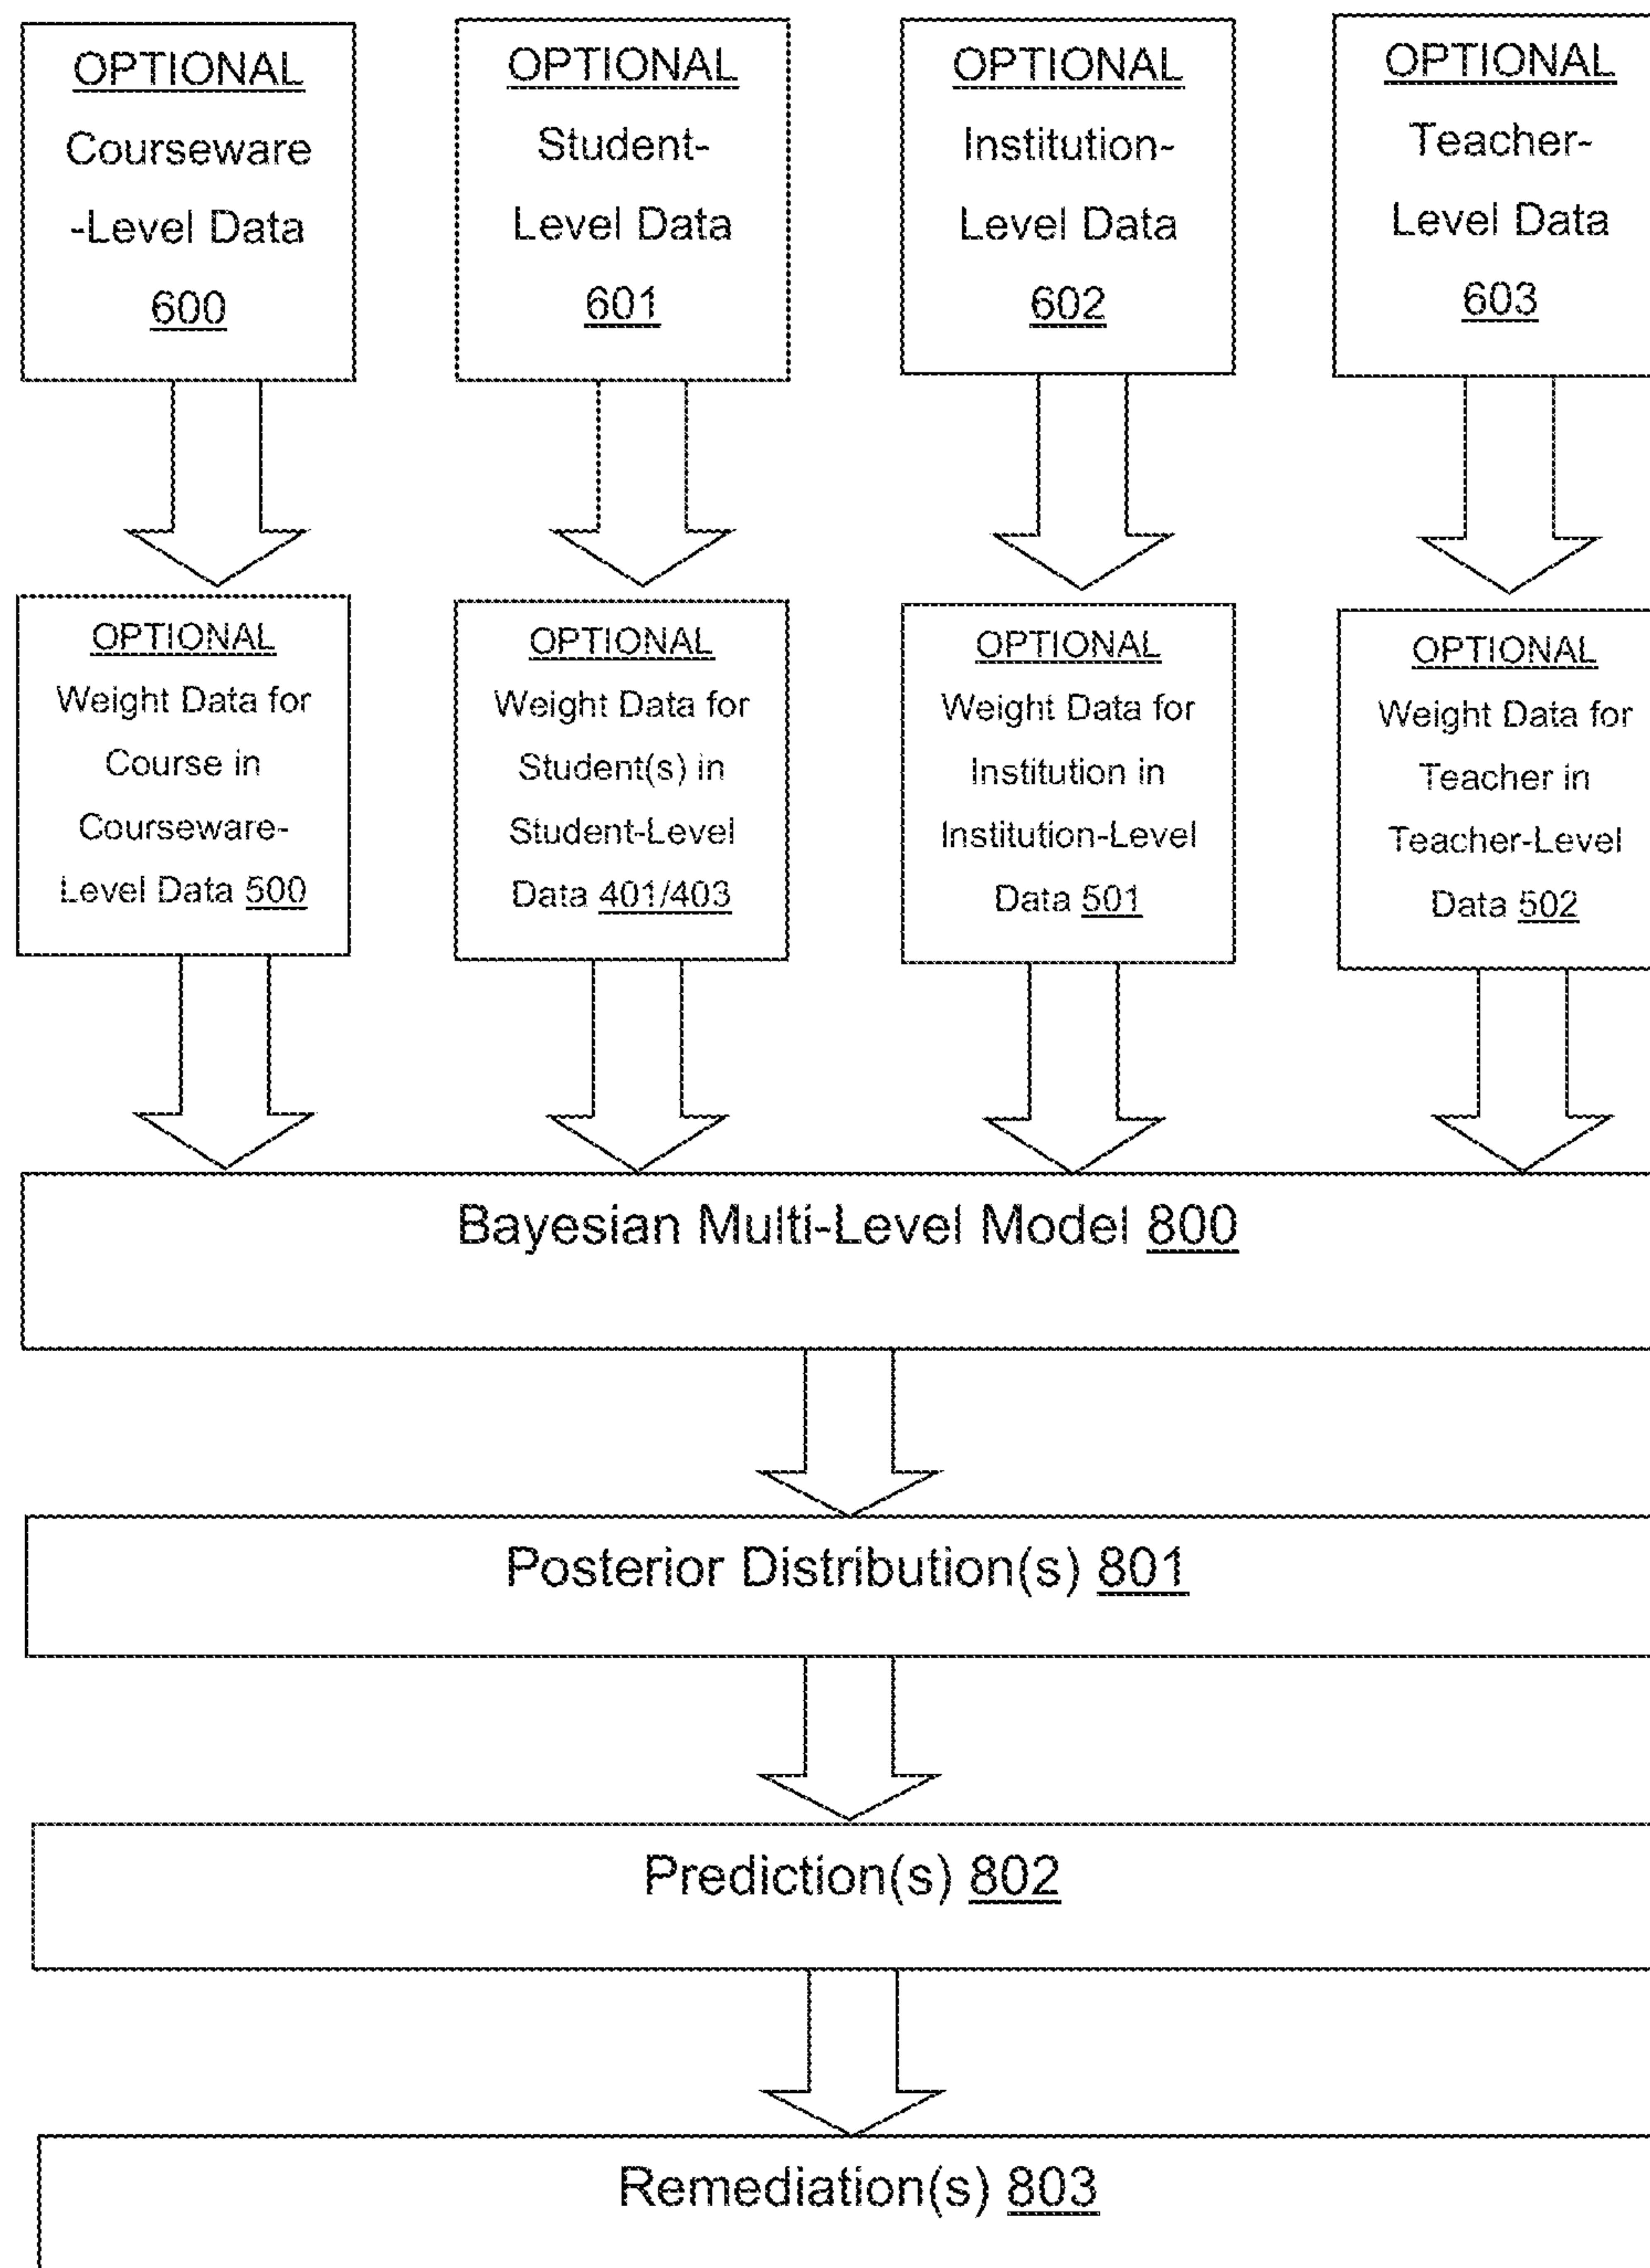 OPTIONAL
Courseware
-Level Data
600
OPTIONAL
Student-
Level Data
601
OPTIONAL
Institution-
Level Data
602
OPTIONAL
Teacher-
Level Data
603
OPTIONAL
Weight Data for
Course in
Courseware-
Level Data 500
OPTIONAL
Weight Data for
Student(s) in
Student-Level
Data 401/403
OPTIONAL
Weight Data for
Institution in
Institution-Level
Data 501
OPTIONAL
Weight Data for
Teacher in
Teacher-Level
Data 502
Bayesian Multi-Level Model 800
Posterior Distribution(s) 801
Prediction(s) 802
Remediation(s) 803